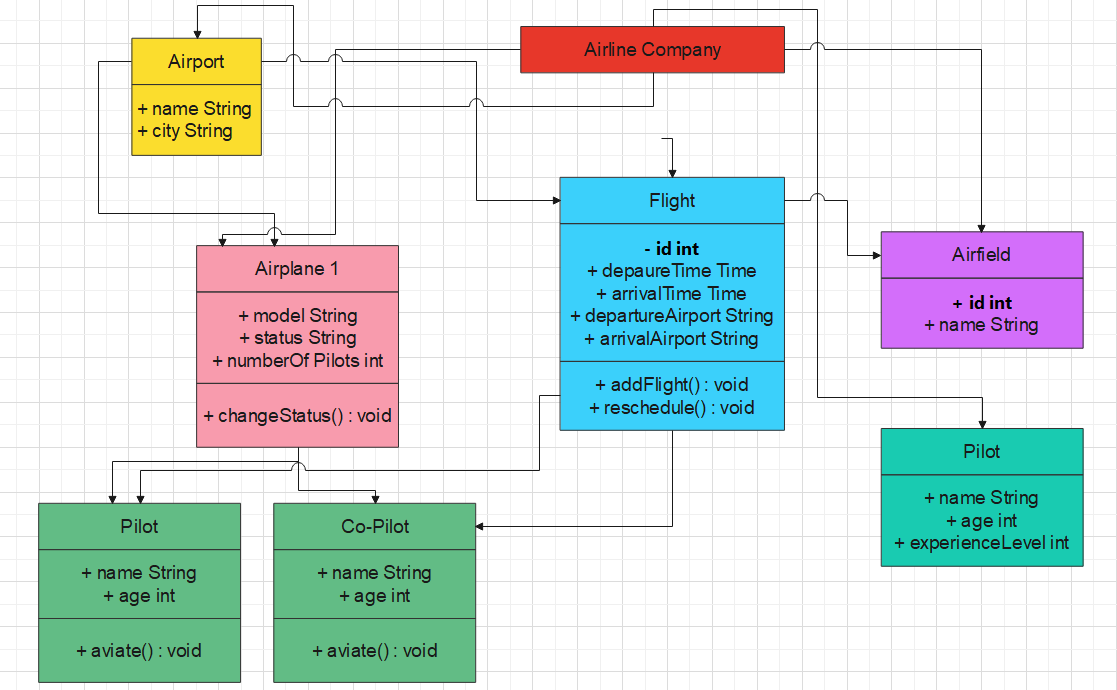 Airport
+ name String
+ city String
Airline Company
Airplane 1
+ model String
+ status String
+ numberOf Pilots int
+ changeStatus() : void
Flight
- id int
+ depaureTime Time
+ arrivalTime Time
+ departureAirport String
+ arrivalAirport String
+ addFlight() : void
+ reschedule() : void
Airfield
+ id int
+ name String
Pilot
+ name String
+ age int
+ experienceLevel int
Pilot
+ name String
+ age int
+ aviate() : void
Co-Pilot
+ name String
+ age int
+ aviate() : void